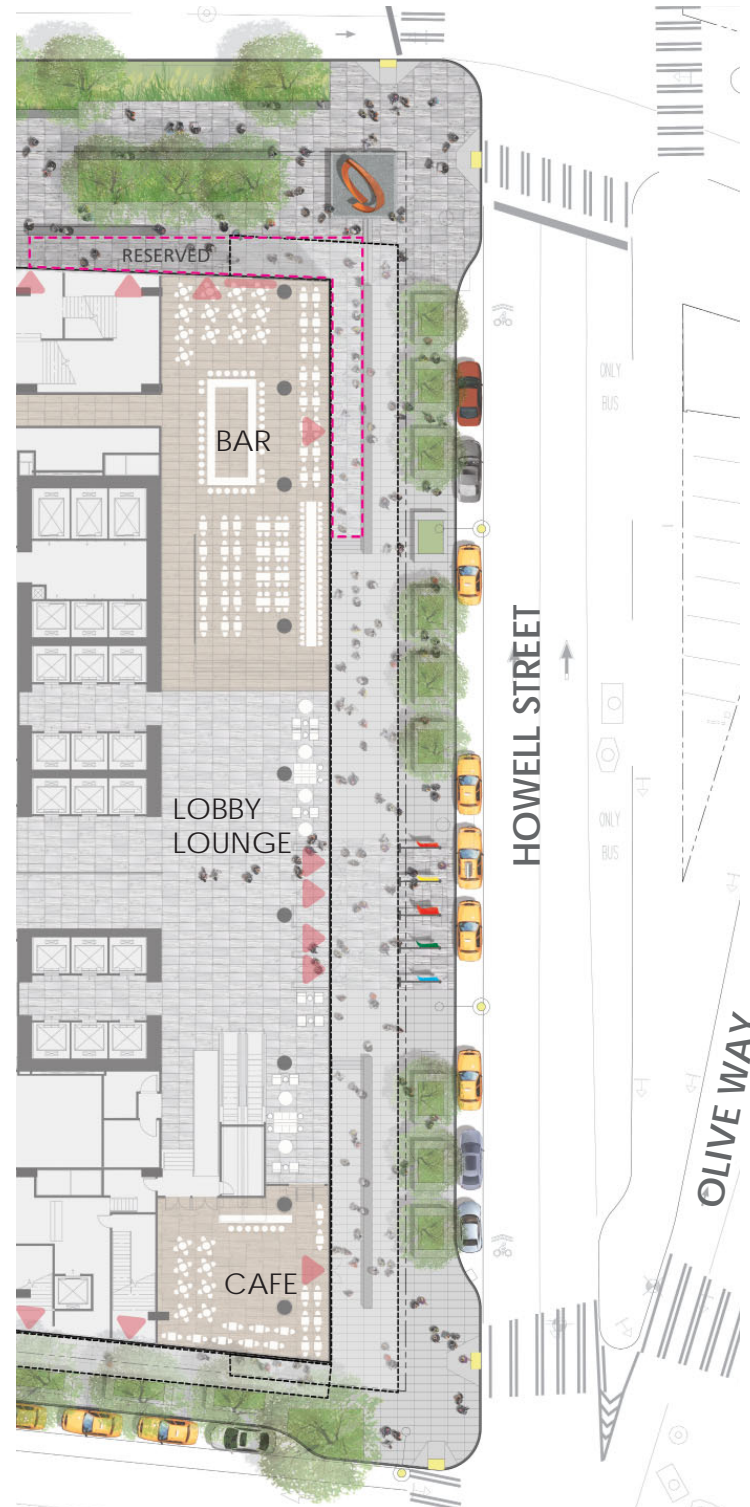 RESERVED
BAR
ONLY
BUS
HOWELL STREET
LOBBY
LOUNGE
ONLY
BUS
OLIVE WAY
CAFE